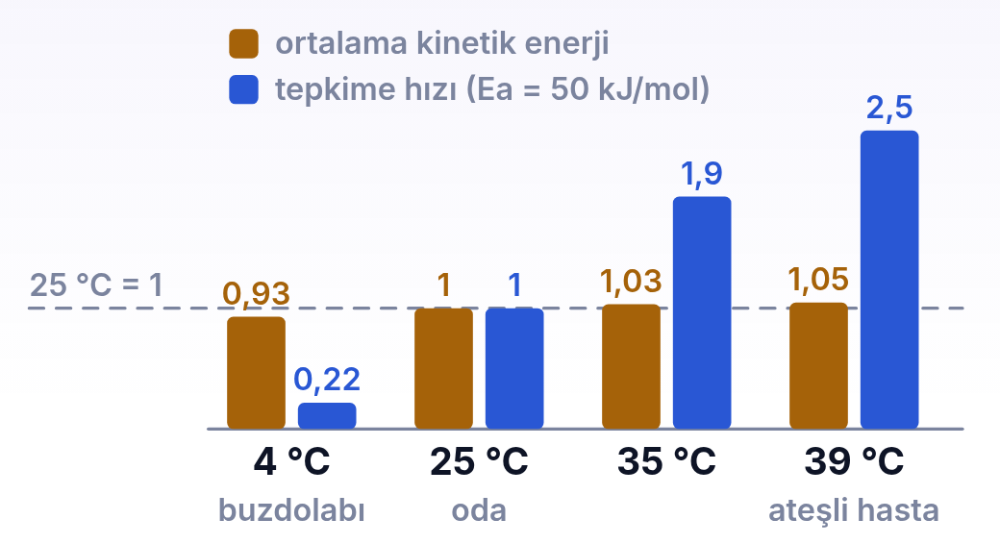 ortalama kinetik enerji
tepkime hızı (Ea = 50 kJ/mol)
25 °C = 1
0,93
0,22
1
1
1,03
1,9
1,05
2,5
4 °C
25 °C
35 °C
39 °C
buzdolabı
oda
ateşli hasta